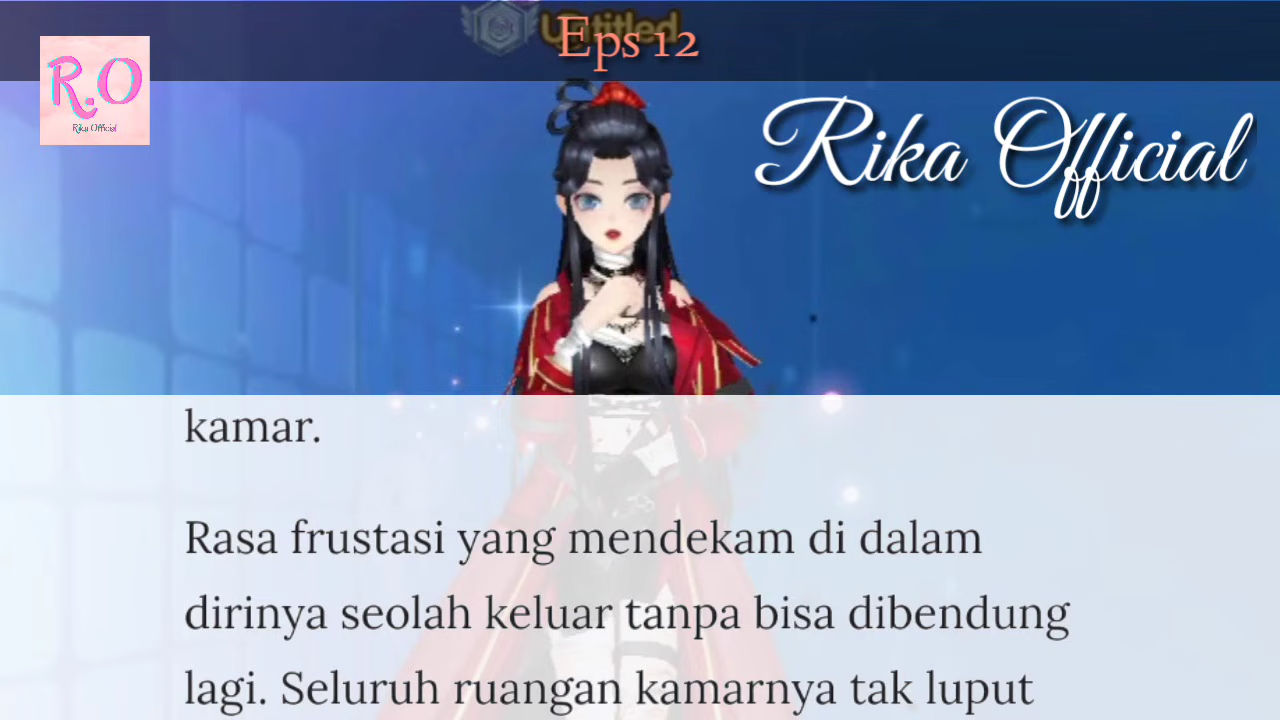 Untitled
Eps 12
R.O
Rika Official
Rika Official
kamar.
Rasa frustasi yang mendekam di dalam
dirinya seolah keluar tanpa bisa dibendung
lagi. Seluruh ruangan kamarnya tak luput